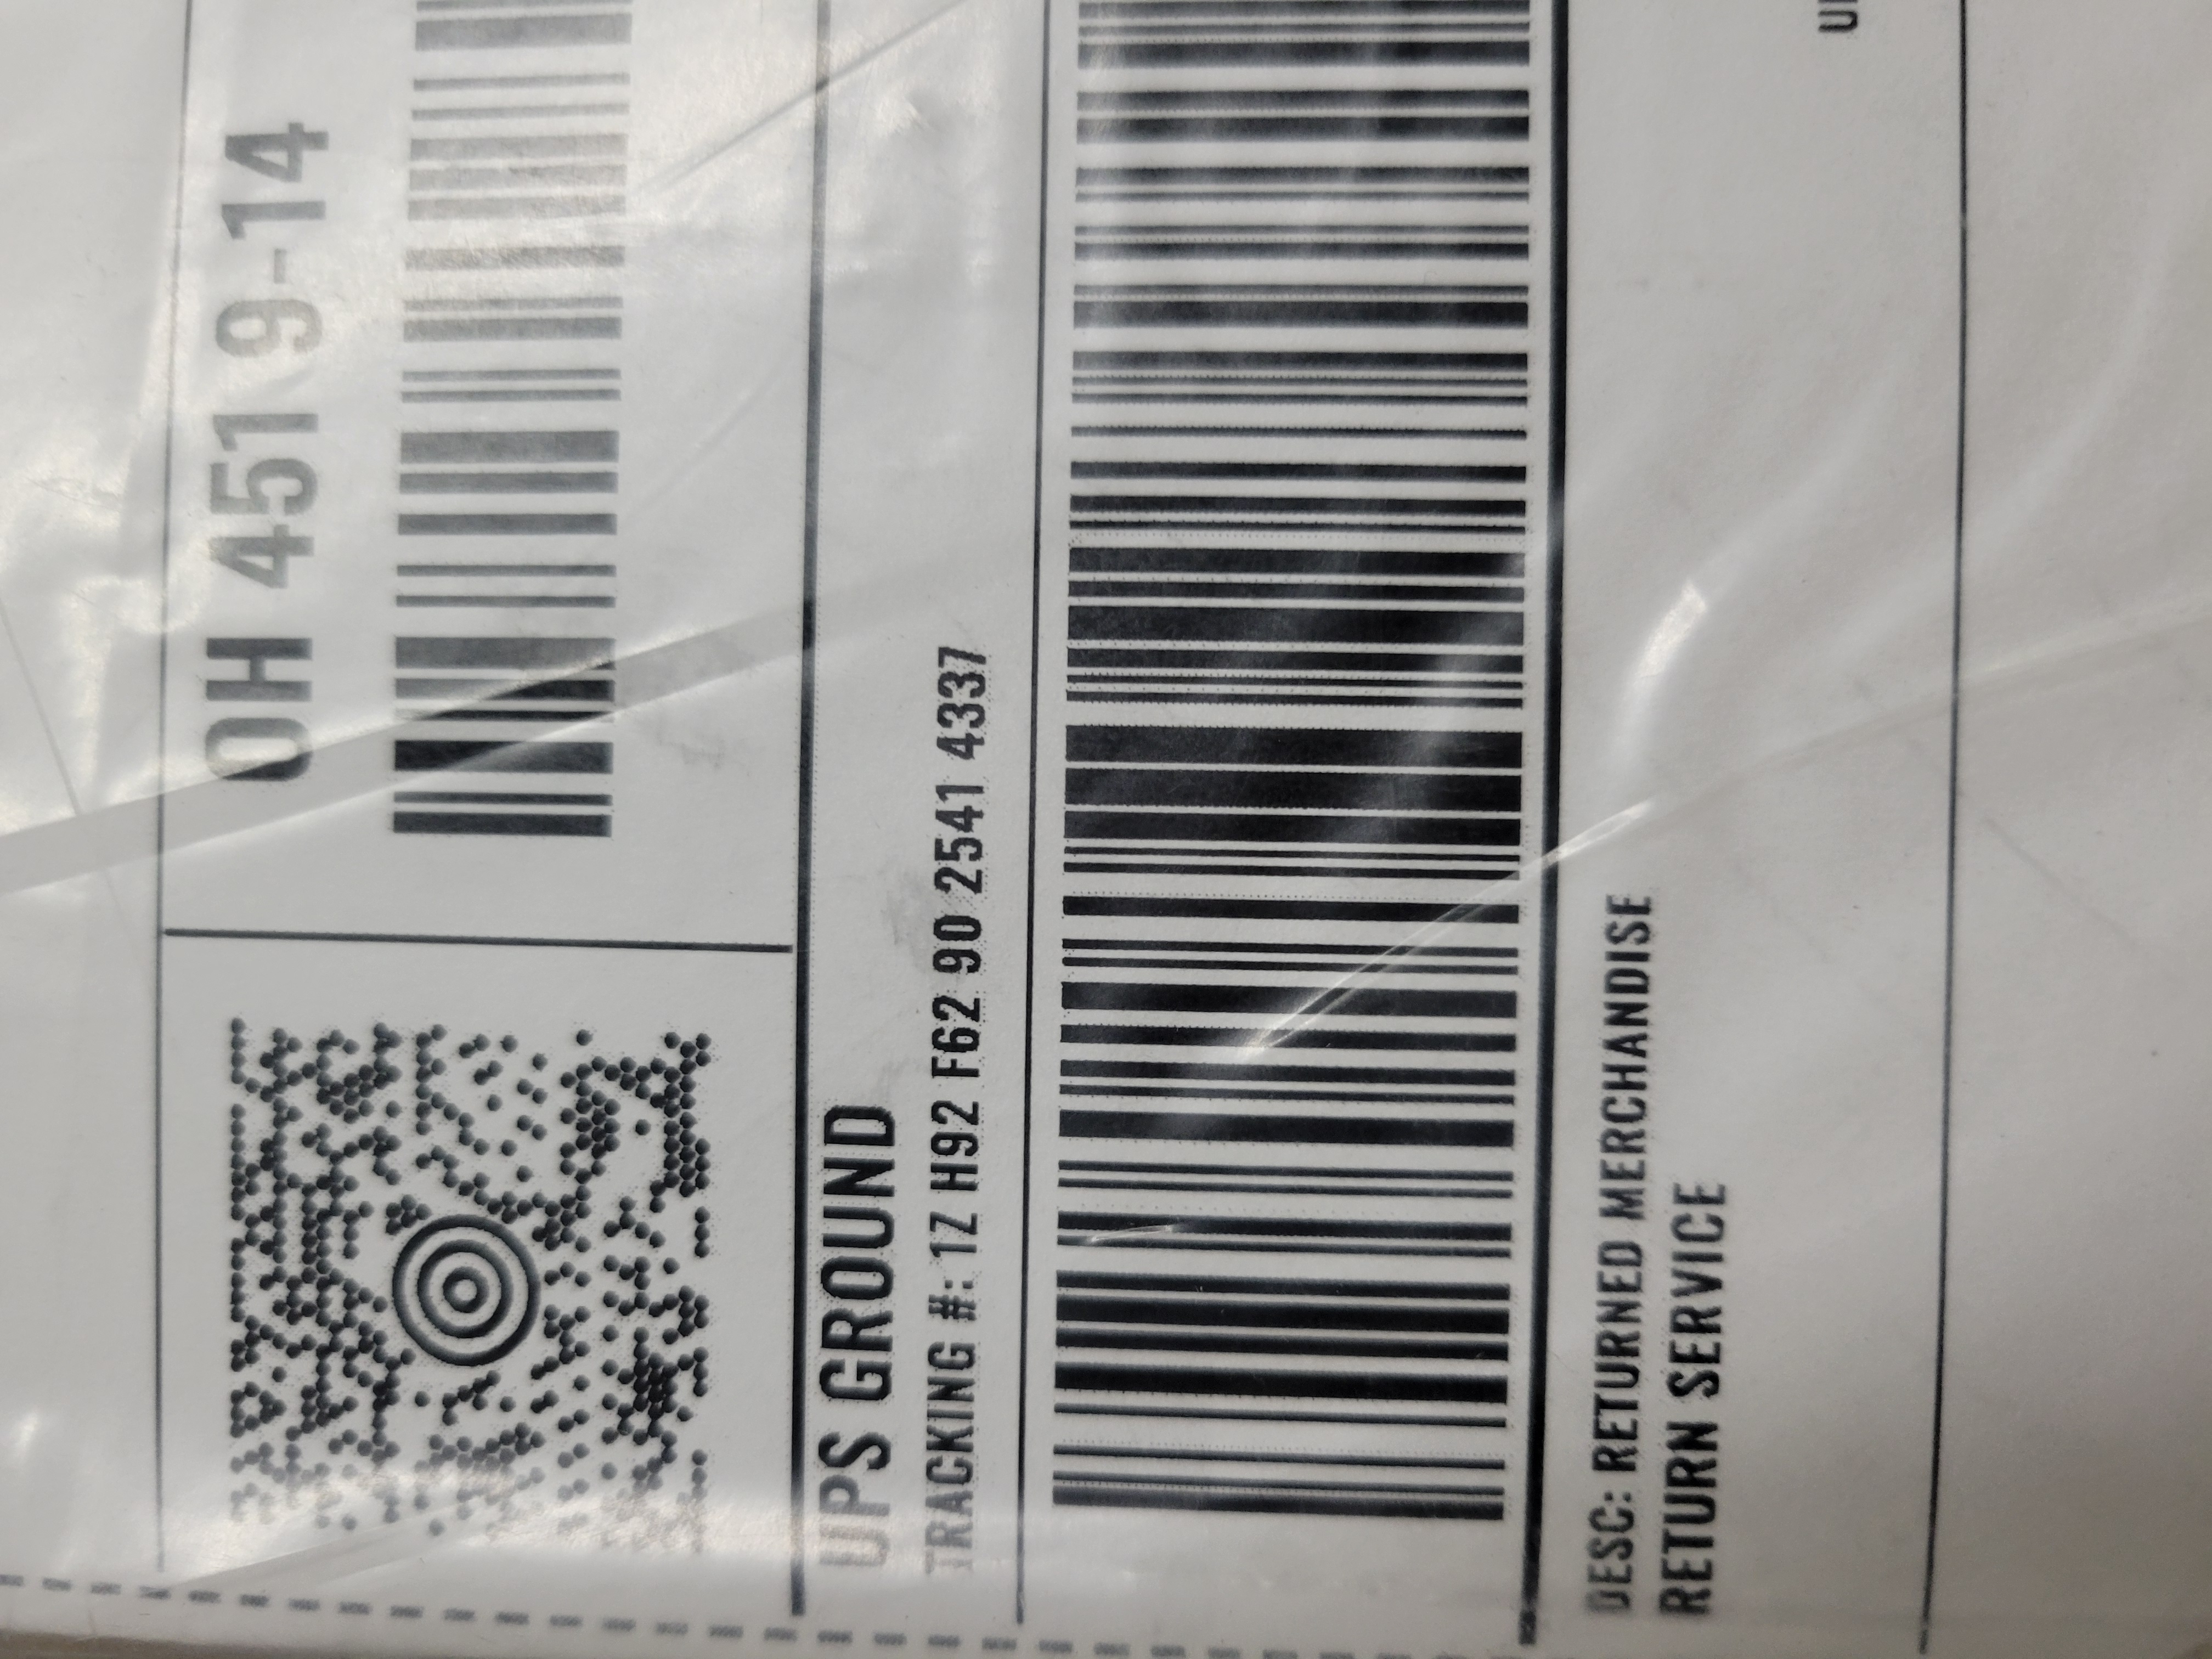 OH 451 9-14
UPS GROUND
TRACKING #: 1Z H92 F62 90 2541 4337
DESC: RETURNED MERCHANDISE
RETURN SERVICE